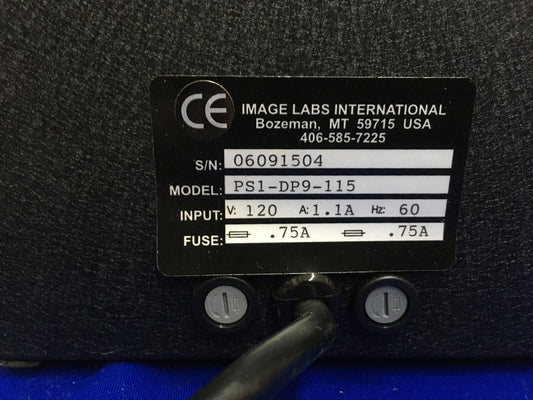 CE IMAGE LABS INTERNATIONAL
Bozeman, MT 59715 USA
406-585-7225
S/N: 06091504
MODEL: PS1-DP9-115
INPUT: V: 120 A: 1.1A Hz: 60
FUSE: .75A .75A